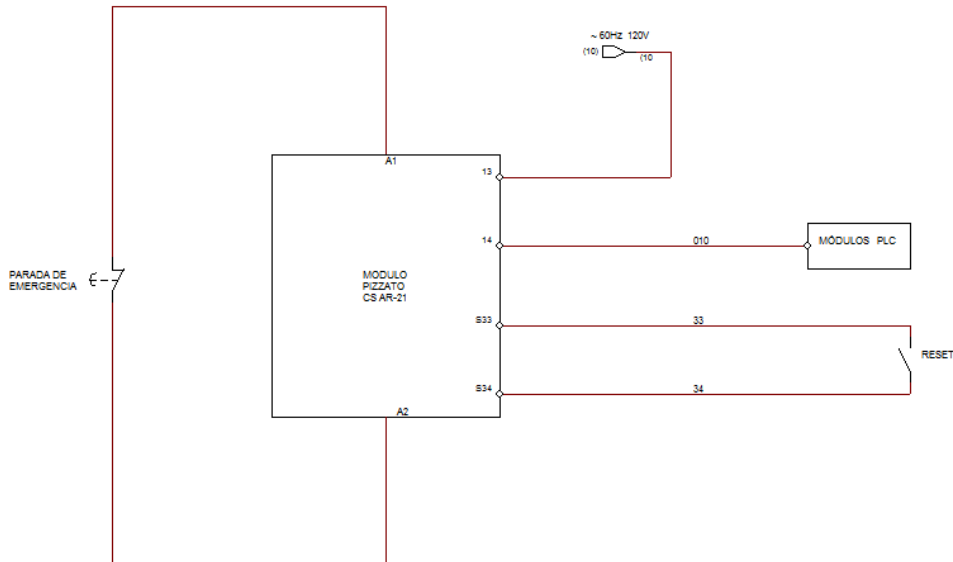 ~ 60Hz 120V
(10)
(10
A1
13
14
010
MÓDULOS PLC
PARADA DE
EMERGENCIA
MODULO
PIZZATO
CS AR-21
S33
33
RESET
S34
34
A2